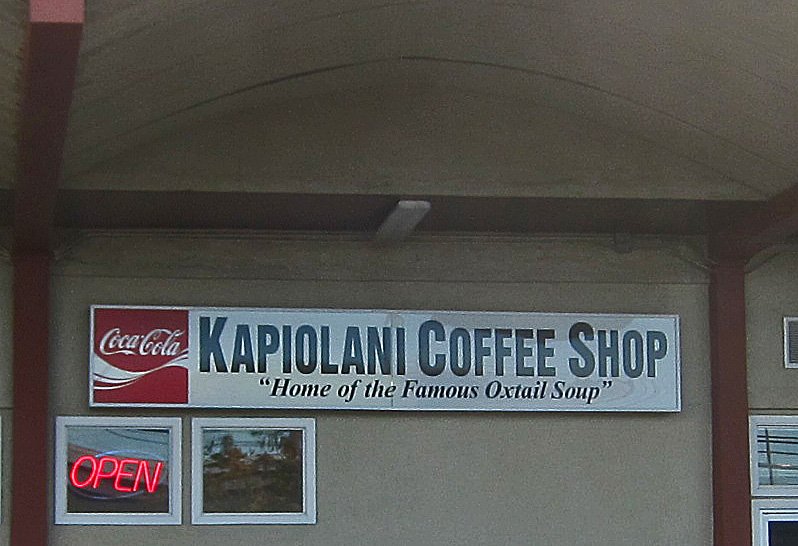 Coca-Cola
KAPIOLANI COFFEE SHOP
“Home of the Famous Oxtail Soup”
OPEN